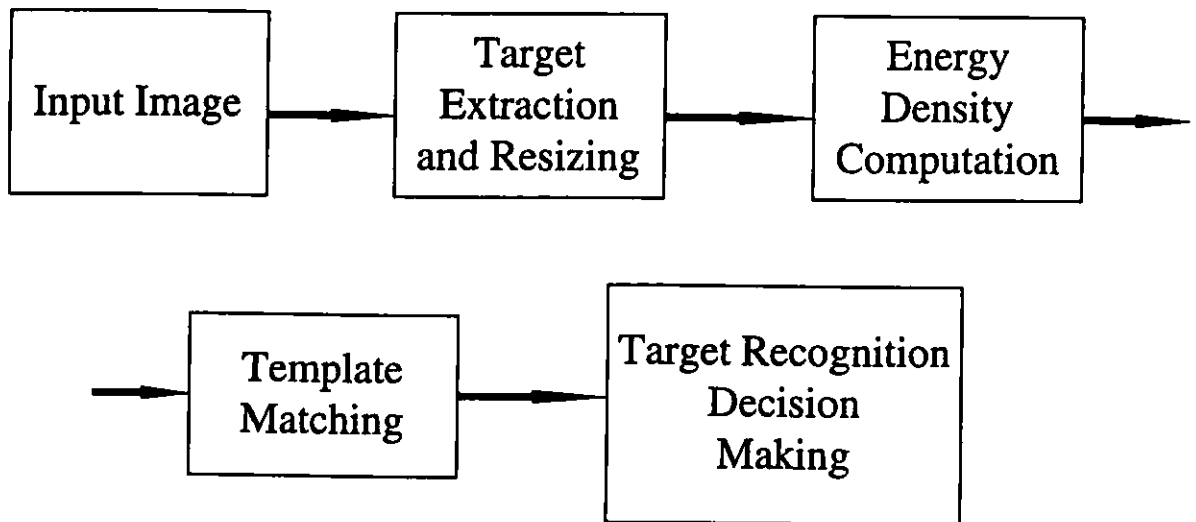 Input Image
Target
Extraction
and Resizing
Energy
Density
Computation
Template
Matching
Target Recognition
Decision
Making